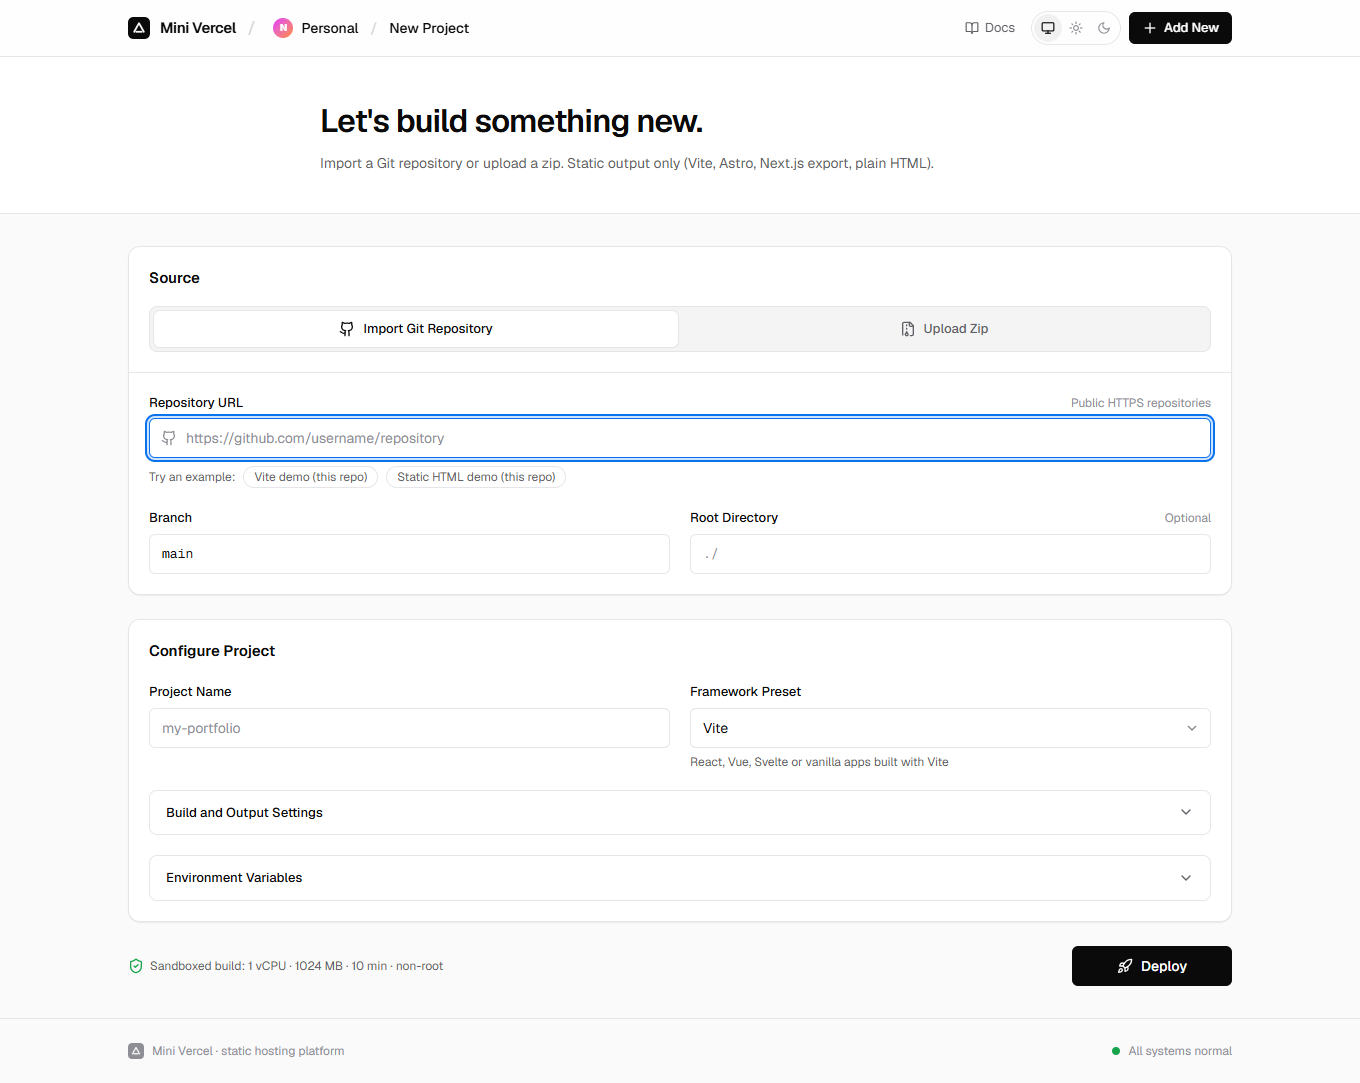 Mini Vercel / N Personal / New Project Docs Add New
Let's build something new.
Import a Git repository or upload a zip. Static output only (Vite, Astro, Next.js export, plain HTML).
Source
Import Git Repository Upload Zip
Repository URL Public HTTPS repositories
https://github.com/username/repository
Try an example: Vite demo (this repo) Static HTML demo (this repo)
Branch Root Directory Optional
main ./
Configure Project
Project Name Framework Preset
my-portfolio Vite
React, Vue, Svelte or vanilla apps built with Vite
Build and Output Settings
Environment Variables
Sandboxed build: 1 vCPU · 1024 MB · 10 min · non-root Deploy
Mini Vercel · static hosting platform All systems normal